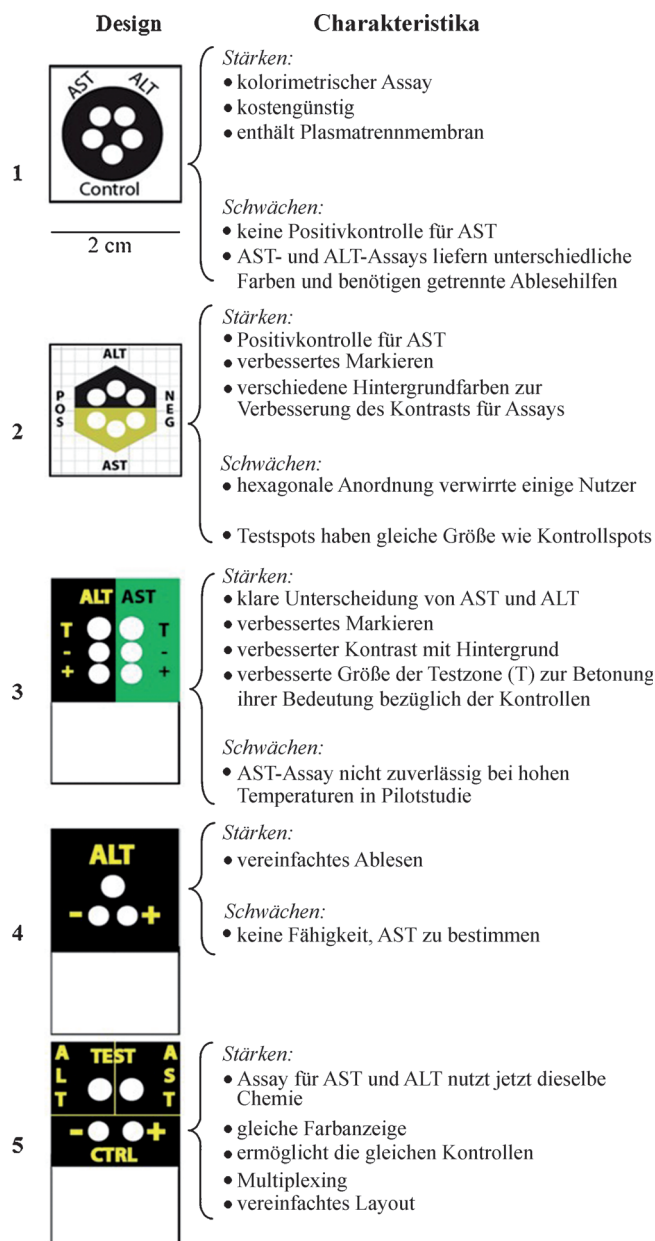 Design
Charakteristika
1
AST
ALT
Control
2 cm
Stärken:
• kolorimetrischer Assay
• kostengünstig
• enthält Plasmatrennmembran
Schwächen:
• keine Positivkontrolle für AST
• AST- und ALT-Assays liefern unterschiedliche
Farben und benötigen getrennte Ablesehilfen
2
ALT
POS
NEG
AST
Stärken:
• Positivkontrolle für AST
• verbessertes Markieren
• verschiedene Hintergrundfarben zur
Verbesserung des Kontrasts für Assays
Schwächen:
• hexagonale Anordnung verwirrte einige Nutzer
• Testspots haben gleiche Größe wie Kontrollspots
3
ALT AST
T T
- -
+ +
Stärken:
• klare Unterscheidung von AST und ALT
• verbessertes Markieren
• verbesserter Kontrast mit Hintergrund
• verbesserte Größe der Testzone (T) zur Betonung
ihrer Bedeutung bezüglich der Kontrollen
Schwächen:
• AST-Assay nicht zuverlässig bei hohen
Temperaturen in Pilotstudie
4
ALT
- +
Stärken:
• vereinfachtes Ablesen
Schwächen:
• keine Fähigkeit, AST zu bestimmen
5
ALT
TEST
AST
- +
CTRL
Stärken:
• Assay für AST und ALT nutzt jetzt dieselbe
Chemie
• gleiche Farbanzeige
• ermöglicht die gleichen Kontrollen
• Multiplexing
• vereinfachtes Layout